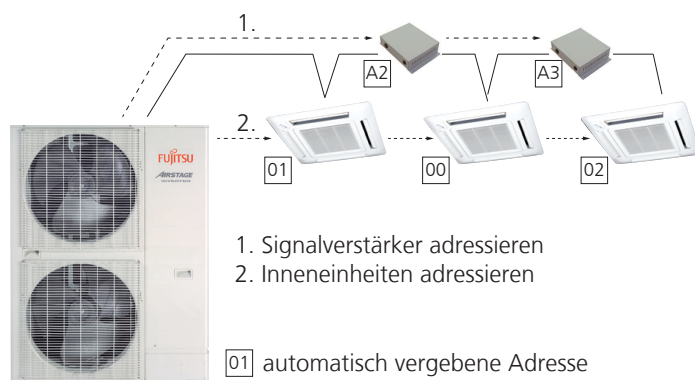 1.
A2
A3
2.
01
00
02
FUJITSU
AIRSTAGE
1. Signalverstärker adressieren
2. Inneneinheiten adressieren
01 automatisch vergebene Adresse